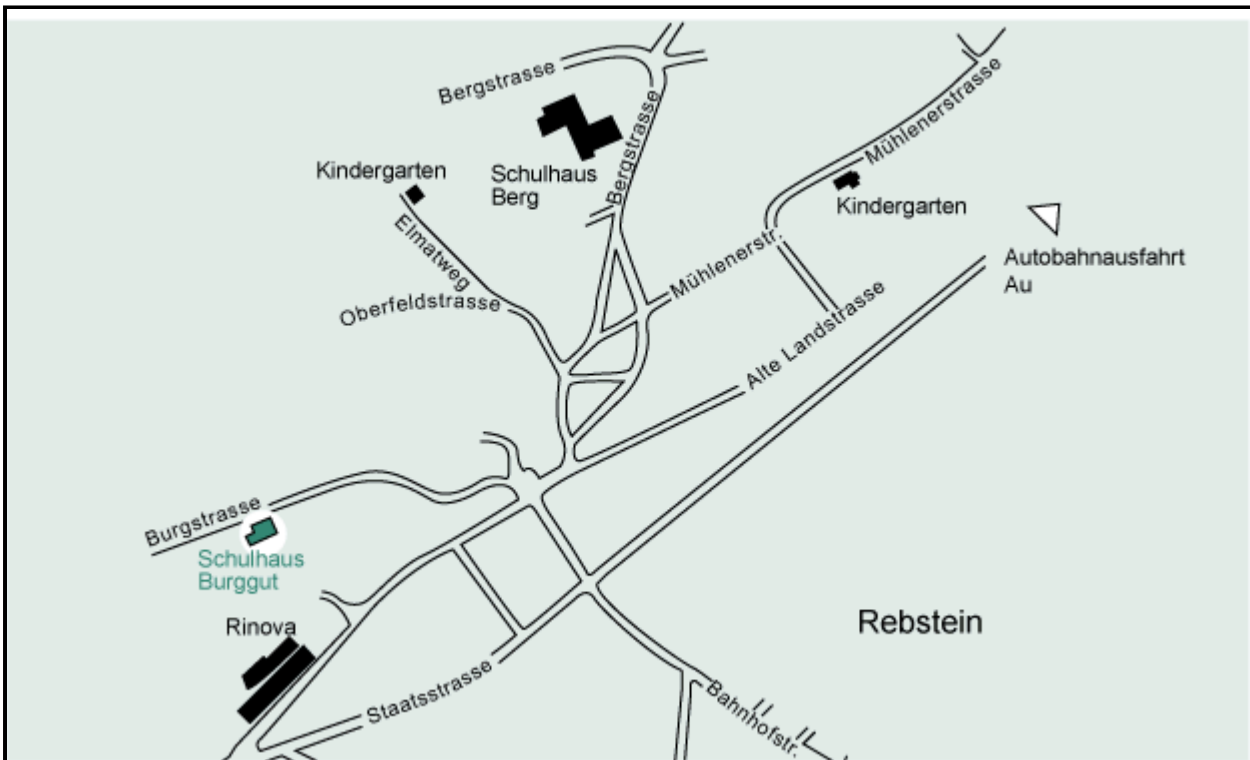 Bergstrasse
Bergstrasse
Mühlenerstrasse
Kindergarten
Schulhaus
Berg
Kindergarten
Elmatweg
Mühlenerstr.
Autobahnausfahrt
Au
Oberfeldstrasse
Alte Landstrasse
Burgstrasse
Schulhaus
Burggut
Rinova
Rebstein
Staatsstrasse
Bahnhofstr.